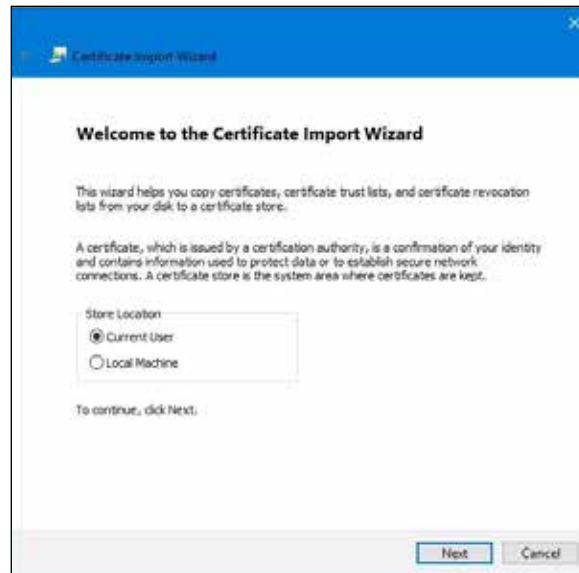 Certificate Import Wizard
Welcome to the Certificate Import Wizard
This wizard helps you copy certificates, certificate trust lists, and certificate revocation
lists from your disk to a certificate store.
A certificate, which is issued by a certification authority, is a confirmation of your identity
and contains information used to protect data or to establish secure network
connections. A certificate store is the system area where certificates are kept.
Store Location
Current User
Local Machine
To continue, click Next.
Next
Cancel